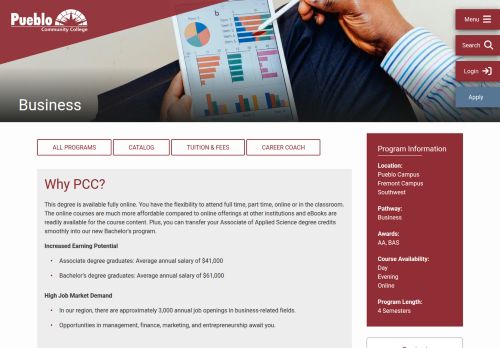 Pueblo
Community College
Menu
Search
Login
Apply
Business
ALL PROGRAMS
CATALOG
TUITION & FEES
CAREER COACH
Why PCC?
This degree is available fully online. You have the flexibility to attend full time, part time, online or in the classroom.
The online courses are much more affordable compared to online offerings at other institutions and eBooks are
readily available for the course content. Plus, you can transfer your Associate of Applied Science degree credits
smoothly into our new Bachelor's program.
Increased Earning Potential
Associate degree graduates: Average annual salary of $41,000
Bachelor's degree graduates: Average annual salary of $61,000
High Job Market Demand
In our region, there are approximately 3,000 annual job openings in business-related fields.
Opportunities in management, finance, marketing, and entrepreneurship await you.
Program Information
Location:
Pueblo Campus
Fremont Campus
Southwest
Pathway:
Business
Awards:
AA, BAS
Course Availability:
Day
Evening
Online
Program Length:
4 Semesters